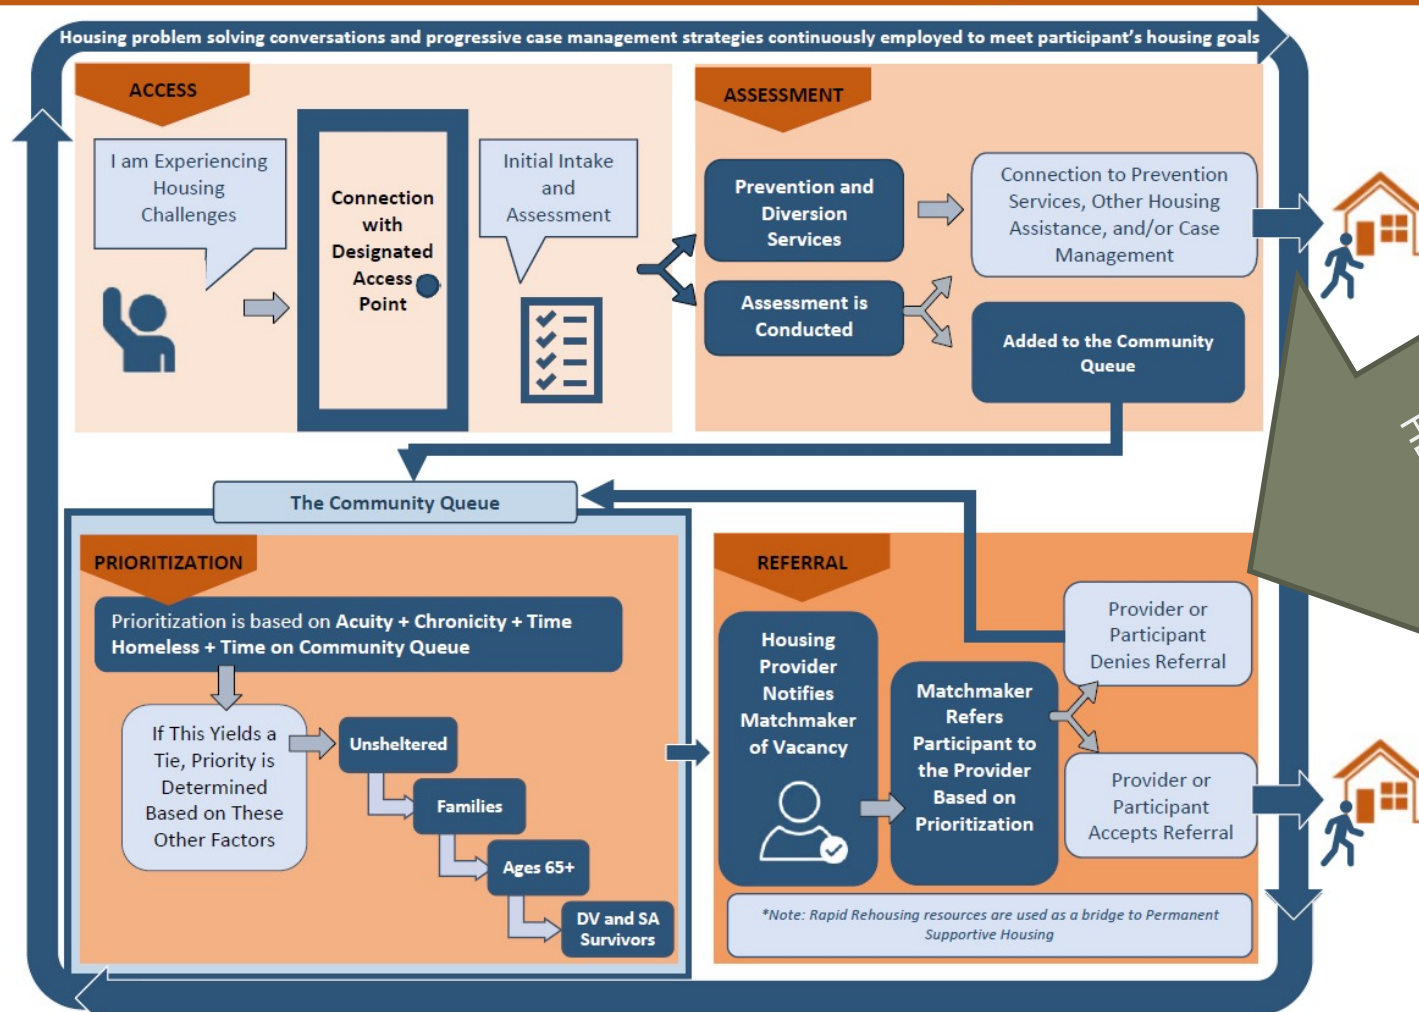 Housing problem solving conversations and progressive case management strategies continuously employed to meet participant's housing goals
ACCESS
I am Experiencing
Housing
Challenges
Connection
with
Designated
Access
Point
Initial Intake
and
Assessment
ASSESSMENT
Prevention and
Diversion
Services
Connection to Prevention
Services, Other Housing
Assistance, and/or Case
Management
Assessment is
Conducted
Added to the Community
Queue
The Community Queue
PRIORITIZATION
Prioritization is based on Acuity + Chronicity + Time
Homeless + Time on Community Queue
If This Yields a
Tie, Priority is
Determined
Based on These
Other Factors
Unsheltered
Families
Ages 65+
DV and SA
Survivors
REFERRAL
Housing
Provider
Notifies
Matchmaker
of Vacancy
Matchmaker
Refers
Participant to
the Provider
Based on
Prioritization
Provider or
Participant
Denies Referral
Provider or
Participant
Accepts Referral
*Note: Rapid Rehousing resources are used as a bridge to Permanent
Supportive Housing